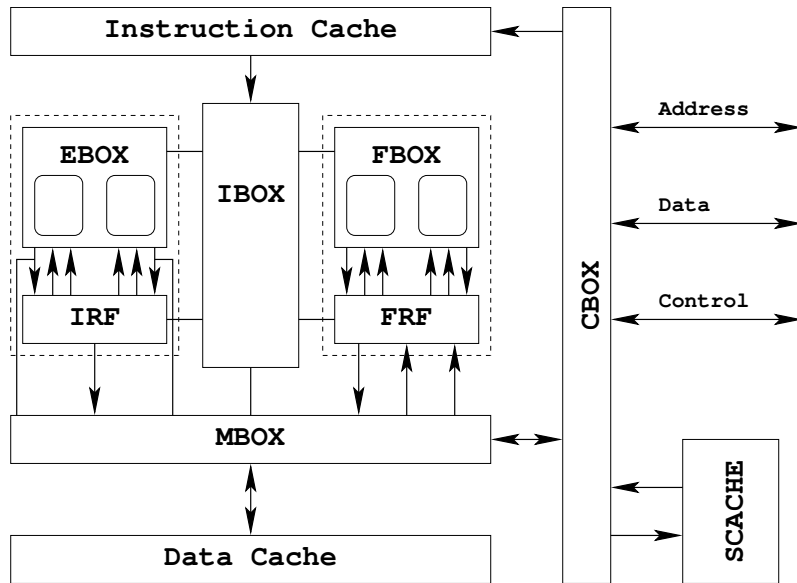 Instruction Cache
Address
EBOX
FBOX
IBOX
Data
CBOX
IRF
FRF
Control
MBOX
SCACHE
Data Cache